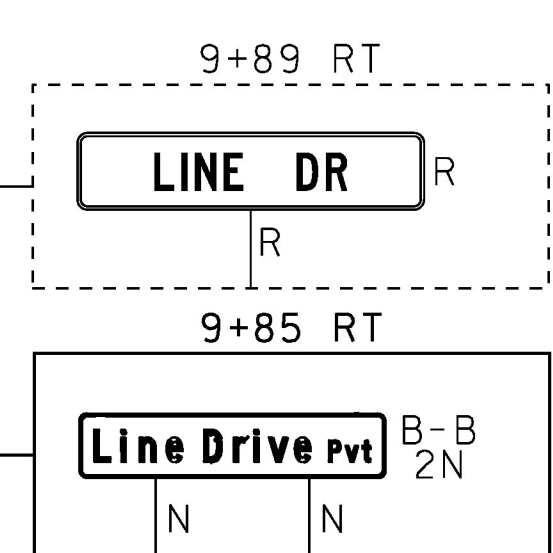 9+89 RT
LINE DR R
R
9+85 RT
Line Drive Pvt B-B
2N
N N